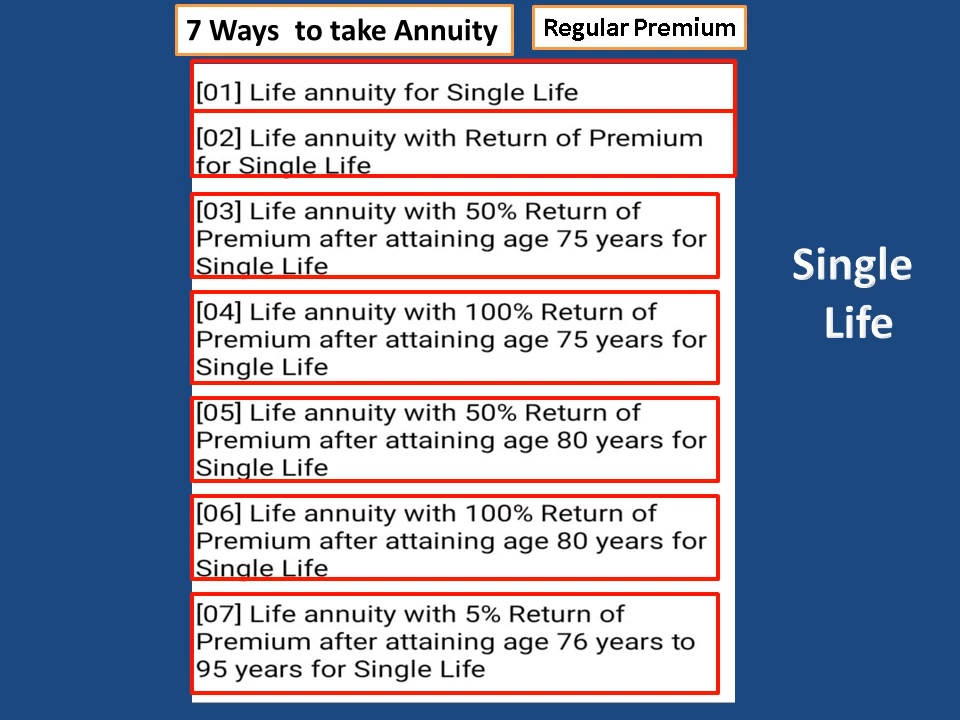 7 Ways  to take Annuity
Regular Premium
[01] Life annuity for Single Life
[02] Life annuity with Return of Premium
for Single Life
[03] Life annuity with 50% Return of
Premium after attaining age 75 years for
Single Life
[04] Life annuity with 100% Return of
Premium after attaining age 75 years for
Single Life
[05] Life annuity with 50% Return of
Premium after attaining age 80 years for
Single Life
[06] Life annuity with 100% Return of
Premium after attaining age 80 years for
Single Life
[07] Life annuity with 5% Return of
Premium after attaining age 76 years to
95 years for Single Life
Single
Life